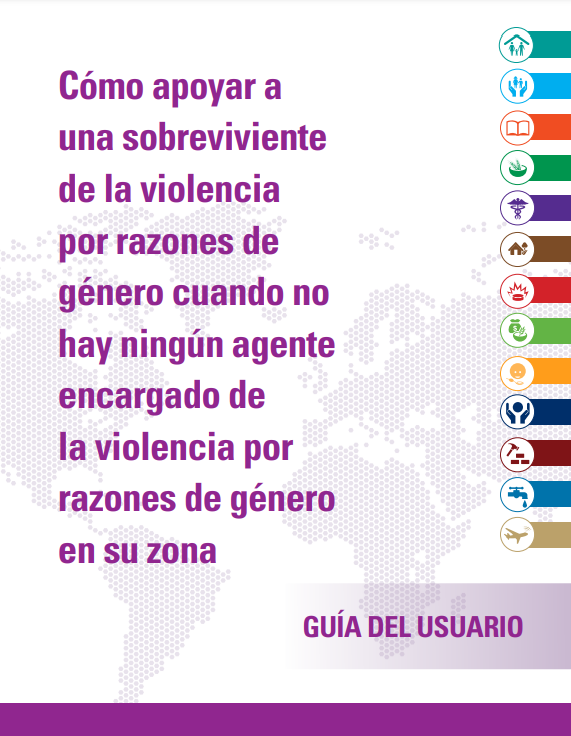 Cómo apoyar a
una sobreviviente
de la violencia
por razones de
género cuando no
hay ningún agente
encargado de
la violencia por
razones de género
en su zona
GUÍA DEL USUARIO